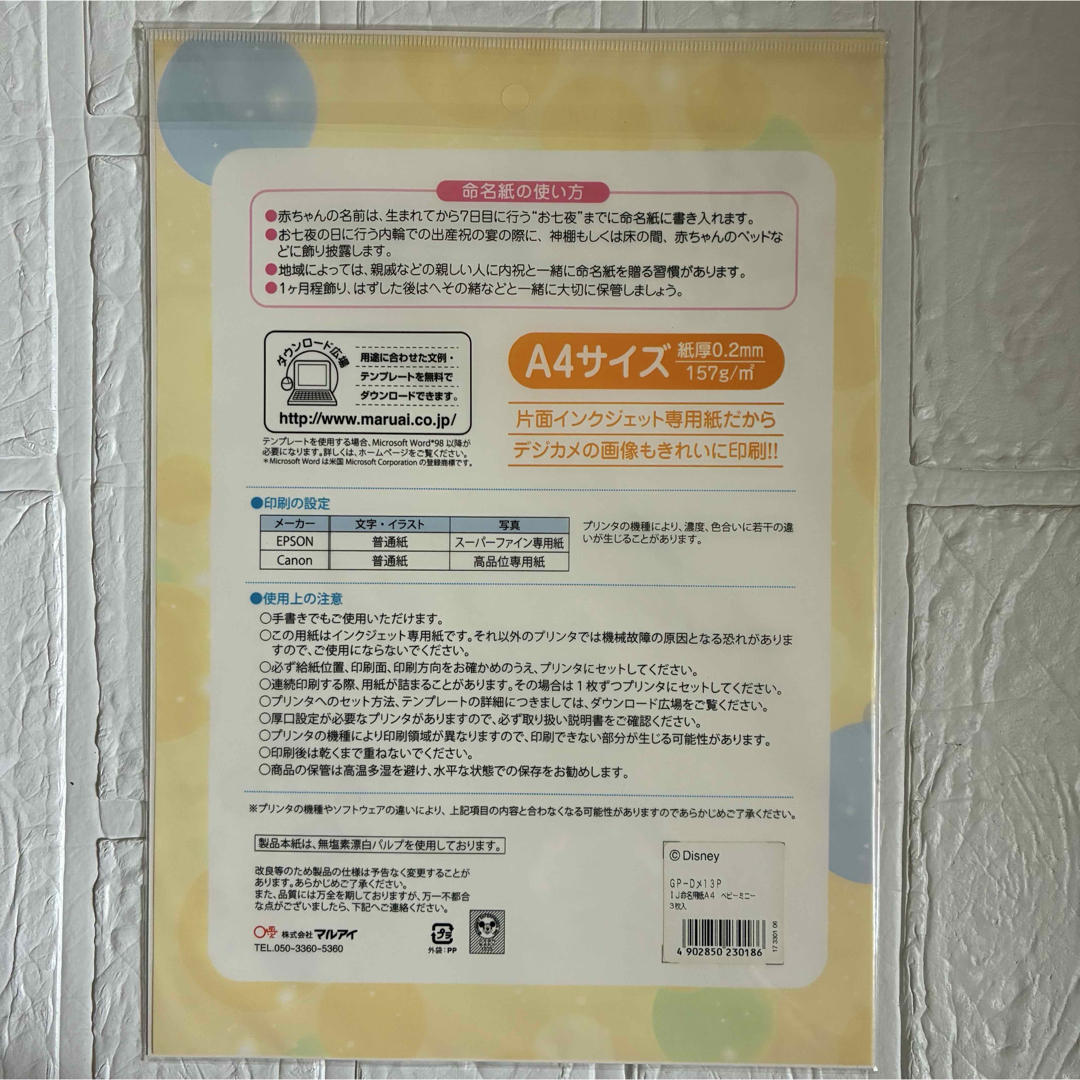 命名紙の使い方
●赤ちゃんの名前は、生まれてから7日目に行う“お七夜”までに命名紙に書き入れます。
●お七夜の日に行う内輪での出産祝の宴の際に、神棚もしくは床の間、赤ちゃんのベッドな
どに飾り披露します。
●地域によっては、親戚などの親しい人に内祝と一緒に命名紙を贈る習慣があります。
●1ヶ月程飾り、はずした後はへその緒などと一緒に大切に保管しましょう。
ダウンロード広場
用途に合わせた文例・
テンプレートを無料で
ダウンロードできます。
http://www.maruai.co.jp/
テンプレートを使用する場合、Microsoft Word*98 以降が
必要になります。詳しくは、ホームページをご覧ください。
＊Microsoft Wordは米国 Microsoft Corporation の登録商標です。
A4サイズ 紙厚0.2mm
157g/㎡
片面インクジェット専用紙だから
デジカメの画像もきれいに印刷!!
●印刷の設定
メーカー 文字・イラスト 写真
EPSON 普通紙 スーパーファイン専用紙
Canon 普通紙 高品位専用紙
プリンタの機種により、濃度、色合いに若干の違
いが生じることがあります。
●使用上の注意
○手書きでもご使用いただけます。
○この用紙はインクジェット専用紙です。それ以外のプリンタでは機械故障の原因となる恐れがありま
すので、ご使用にならないでください。
○必ず給紙位置、印刷面、印刷方向をお確かめのうえ、プリンタにセットしてください。
○連続印刷する際、用紙が詰まることがあります。その場合は1枚ずつプリンタにセットしてください。
○プリンタへのセット方法、テンプレートの詳細につきましては、ダウンロード広場をご覧ください。
○厚口設定が必要なプリンタがありますので、必ず取り扱い説明書をご確認ください。
○プリンタの機種により印刷領域が異なりますので、印刷できない部分が生じる可能性があります。
○印刷後は乾くまで重ねないでください。
○商品の保管は高温多湿を避け、水平な状態での保存をお勧めします。
※プリンタの機種やソフトウェアの違いにより、上記項目の内容と合わなくなる可能性がありますのであらかじめご了承ください。
製品本紙は、無塩素漂白パルプを使用しております。
改良等のため製品の仕様は予告なく変更することが
あります。あらかじめご了承ください。
また、品質には万全を期しておりますが、万一不都合
な点がございましたら、下記へご連絡ください。
株式会社 マルアイ
TEL.050-3360-5360
プラ
外袋：PP
© Disney
GP-Dメ13P
IJ命名用紙A4 ベビーミニー
3枚入
4 902850 230186
17 3301 06